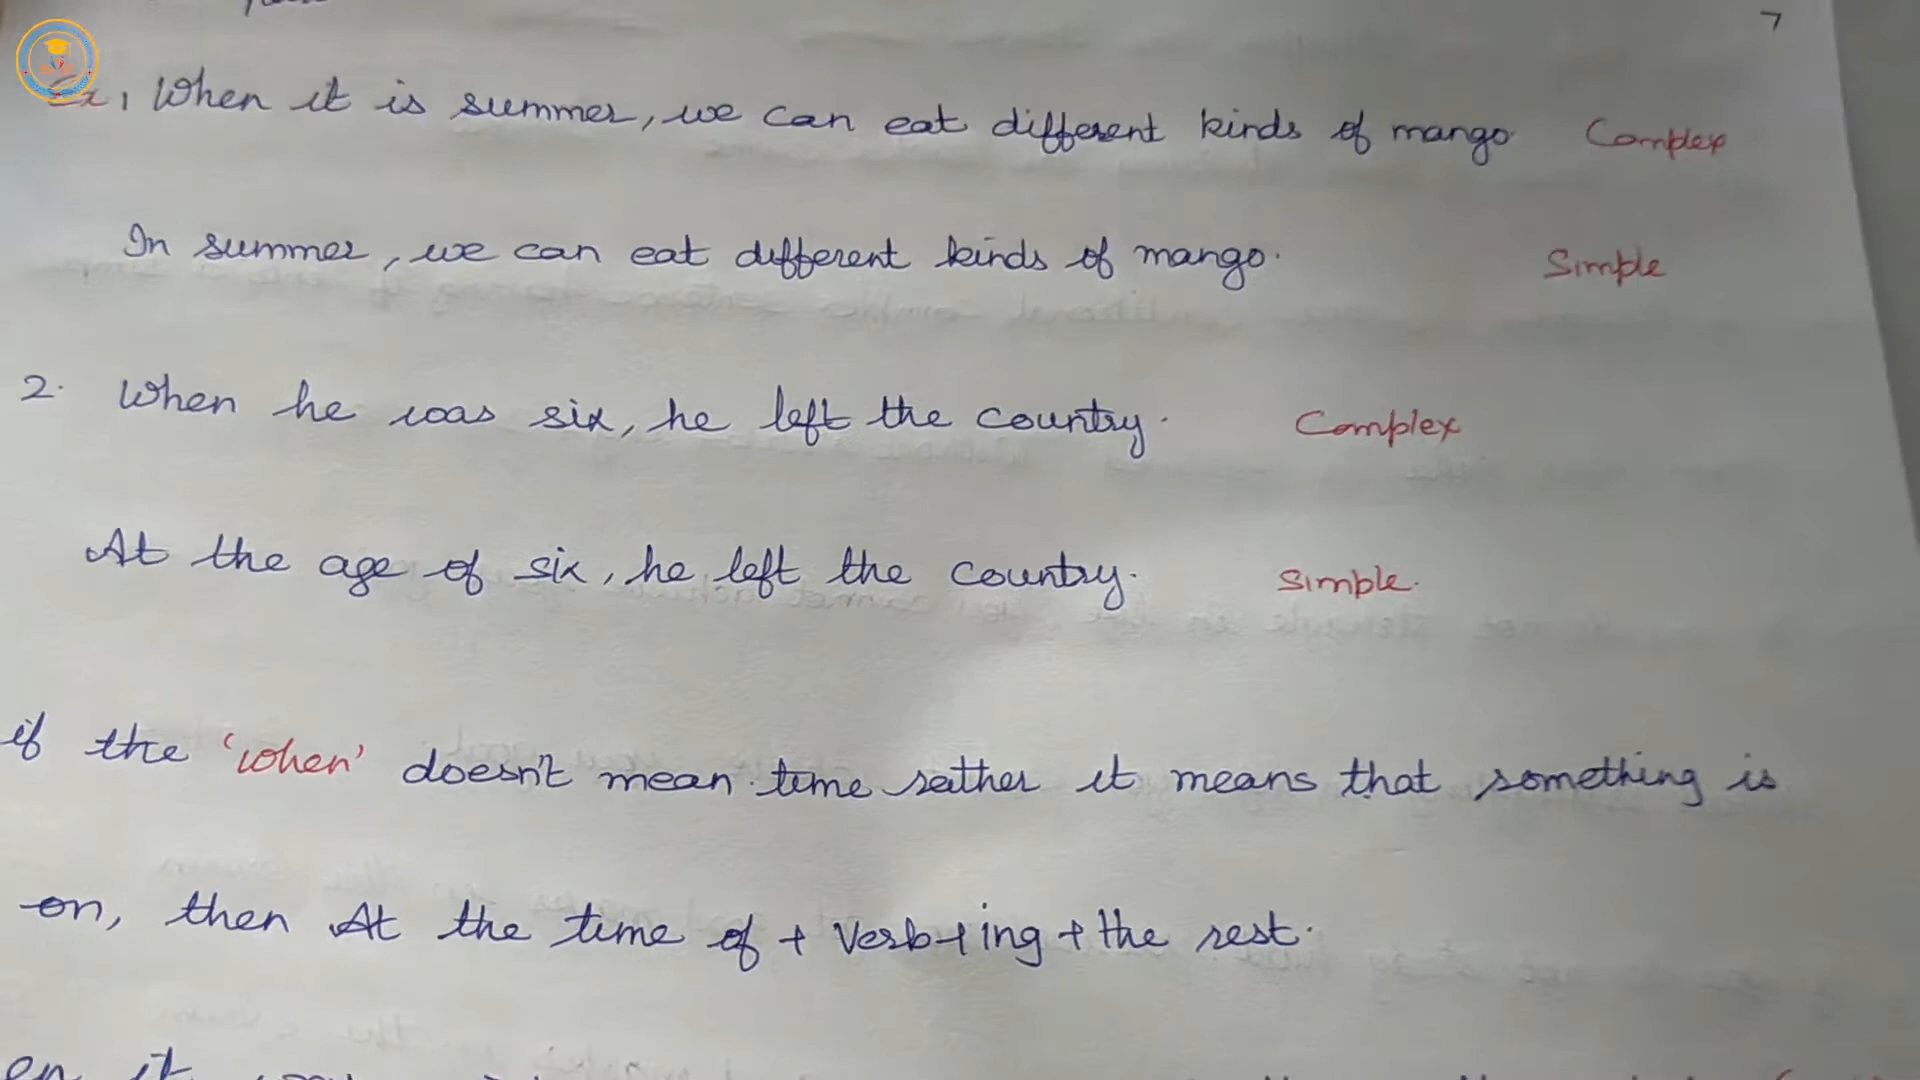 7
Ex, When it is summer, we can eat different kinds of mango Complex
In summer, we can eat different kinds of mango. Simple
2. When he was six, he left the country. Complex
At the age of six, he left the country. Simple.
if the 'when' doesn't mean time rather it means that something is
on, then At the time of + Verb+ing + the rest.
en it